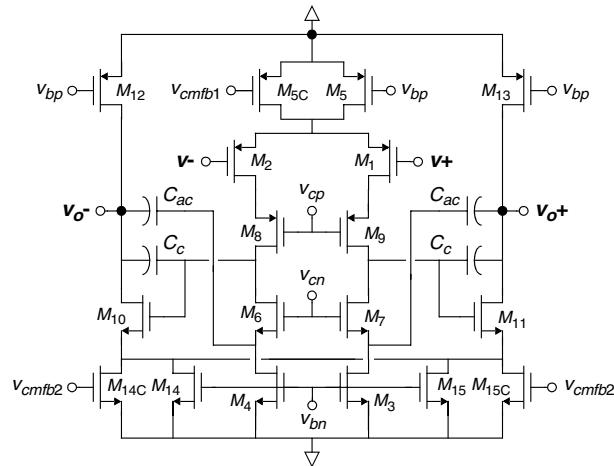 v_bp M_12 v_cmfb1 M_5C M_5 v_bp M_13 v_bp
v- M_2 M_1 v+
v_o- C_ac v_cp C_ac v_o+
M_8 M_9
C_c C_c
v_cn
M_10 M_6 M_7 M_11
v_cmfb2 M_14C M_14 M_4 M_3 M_15 M_15C v_cmfb2
v_bn